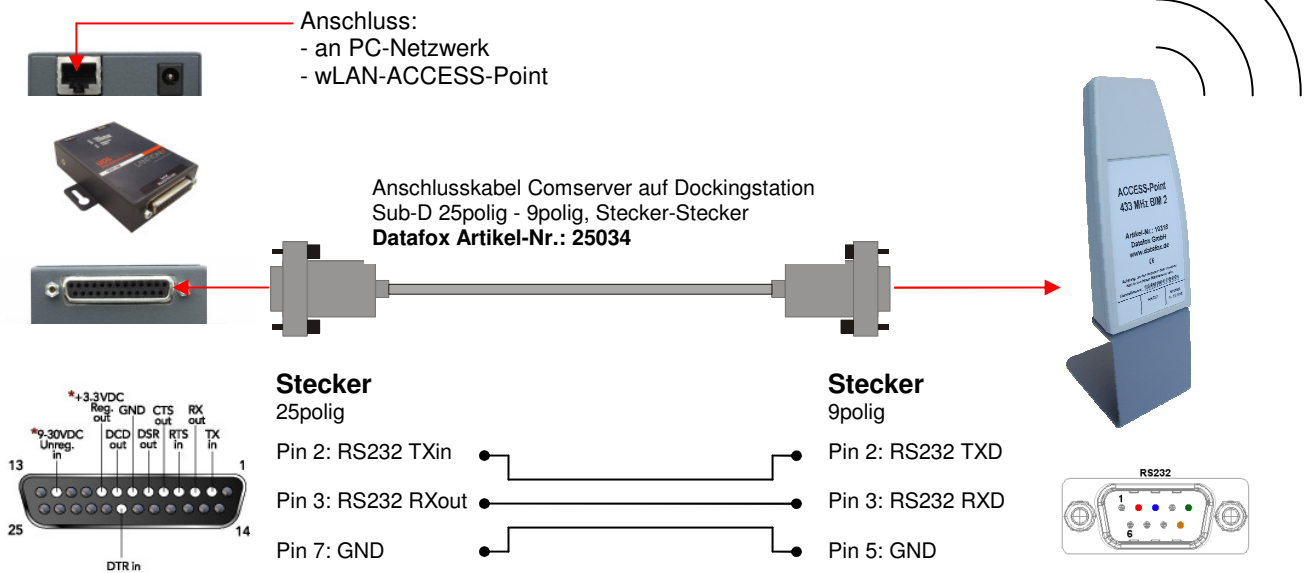 Anschluss:
- an PC-Netzwerk
- wLAN-ACCESS-Point
Anschlusskabel Comserver auf Dockingstation
Sub-D 25polig - 9polig, Stecker-Stecker
Datafox Artikel-Nr.: 25034
ACCESS-Point
433 MHz BIM 2
Datafox GmbH
www.datafox.de
CE
Stecker
25polig
Pin 2: RS232 TXin
Pin 3: RS232 RXout
Pin 7: GND
Stecker
9polig
Pin 2: RS232 TXD
Pin 3: RS232 RXD
Pin 5: GND
*+3.3VDC
Reg. out
GND
CTS out
RX out
*9-30VDC
Unreg. in
DCD out
DSR out
RTS in
TX in
13
1
25
14
DTR in
RS232
1
6